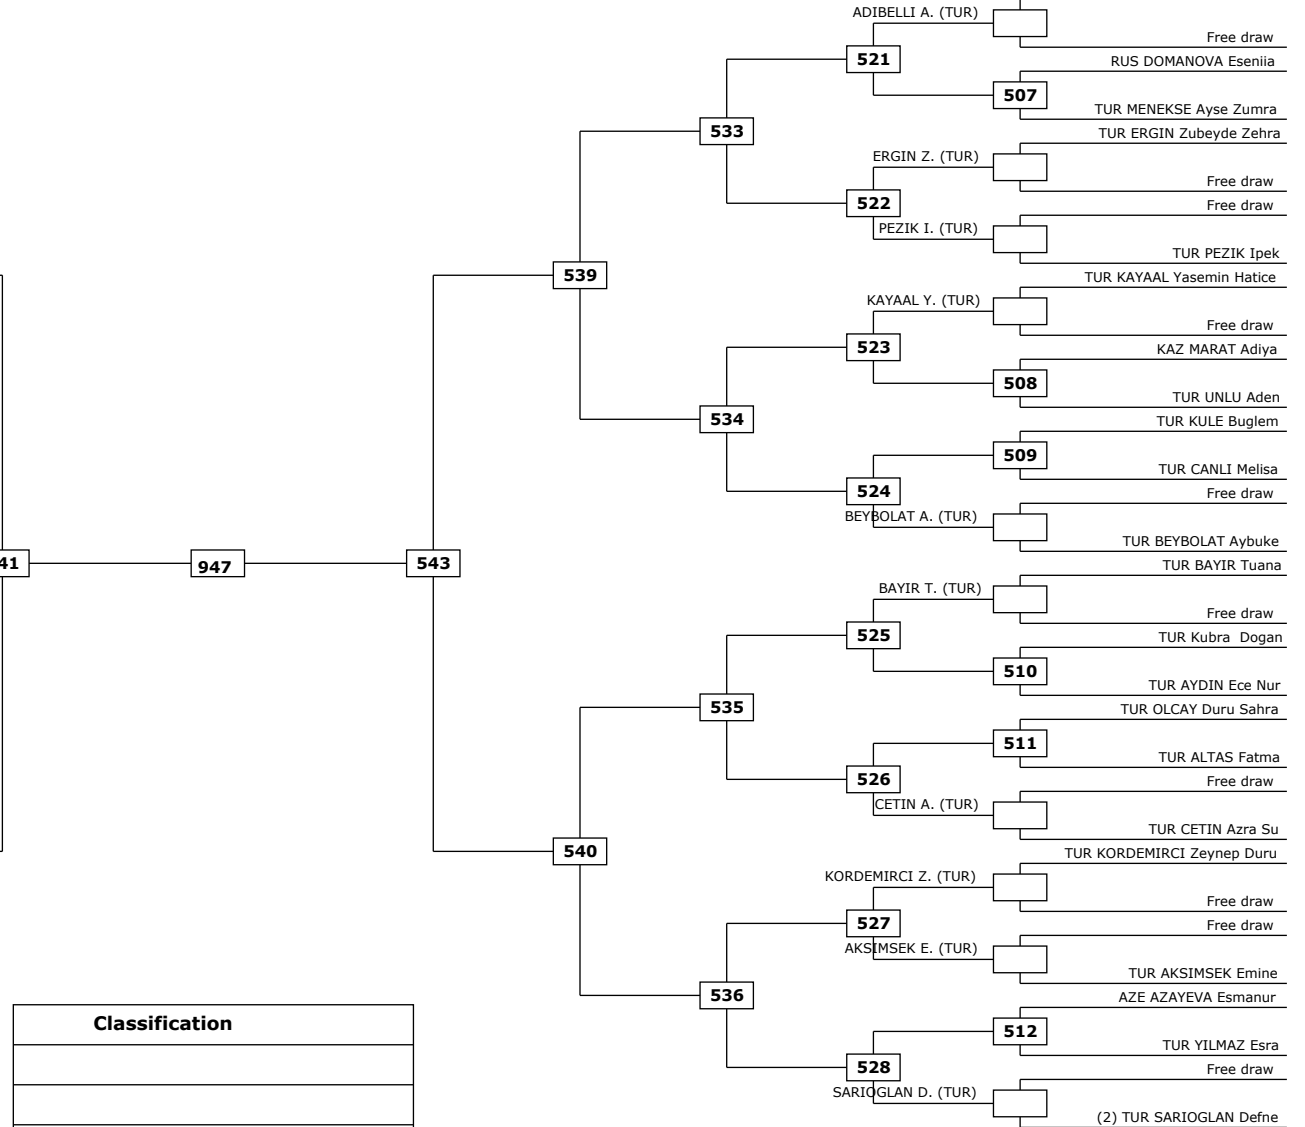 ADIBELLI A. (TUR)
Free draw
521
RUS DOMANOVA Eseniia
507
TUR MENEKSE Ayse Zumra
533
TUR ERGIN Zubeyde Zehra
ERGIN Z. (TUR)
Free draw
522
Free draw
PEZIK I. (TUR)
TUR PEZIK Ipek
539
TUR KAYAAL Yasemin Hatice
KAYAAL Y. (TUR)
Free draw
523
KAZ MARAT Adiya
508
TUR UNLU Aden
534
TUR KULE Buglem
509
TUR CANLI Melisa
524
Free draw
BEYBOLAT A. (TUR)
TUR BEYBOLAT Aybuke
41
947
543
TUR BAYIR Tuana
BAYIR T. (TUR)
Free draw
525
TUR Kubra  Dogan
510
TUR AYDIN Ece Nur
535
TUR OLCAY Duru Sahra
511
TUR ALTAS Fatma
526
Free draw
CETIN A. (TUR)
TUR CETIN Azra Su
540
TUR KORDEMIRCI Zeynep Duru
KORDEMIRCI Z. (TUR)
Free draw
527
Free draw
AKSIMSEK E. (TUR)
TUR AKSIMSEK Emine
536
AZE AZAYEVA Esmanur
Classification
512
TUR YILMAZ Esra
528
Free draw
SARIOGLAN D. (TUR)
(2) TUR SARIOGLAN Defne